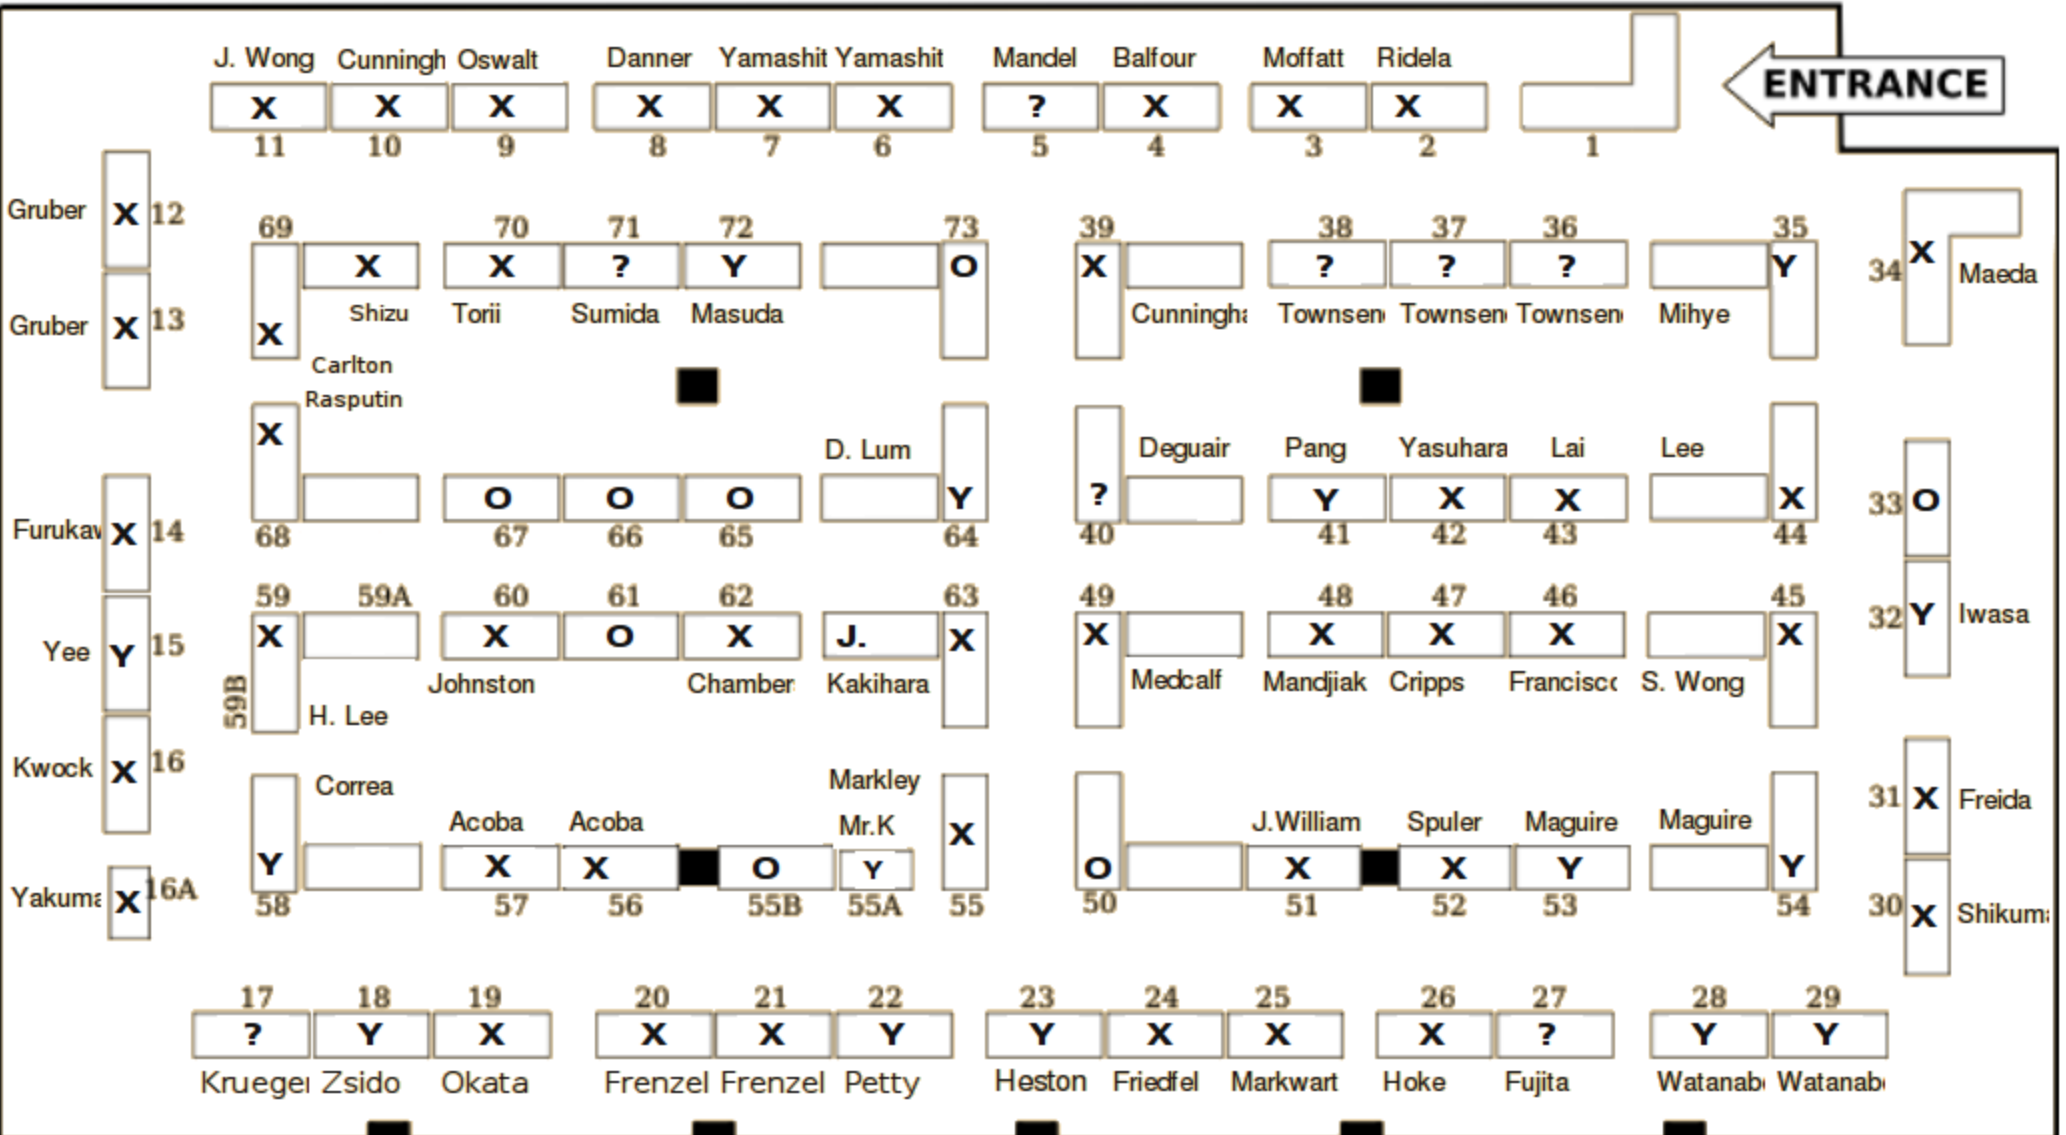 J. Wong Cunningh Oswalt Danner Yamashit Yamashit Mandel Balfour Moffatt Ridela
X X X X X X ? X X X ENTRANCE
11 10 9 8 7 6 5 4 3 2 1
Gruber X 12
69 70 71 72 73 39 38 37 36 35
X X ? Y O X ? ? ? Y X
34 Maeda
Gruber X 13
Shizu Torii Sumida Masuda Cunningha Townsen Townsen Townsen Mihye
X
Carlton
Rasputin
X
D. Lum Deguair Pang Yasuhara Lai Lee
O O O Y ? Y X X X 33 O
Furukaw X 14
68 67 66 65 64 40 41 42 43 44
59 59A 60 61 62 63 49 48 47 46 45
X X O X J. X X X X X X 32 Y Iwasa
Yee Y 15
59B
Johnston Chamber Kakihara Medcalf Mandjiak Cripps Francisco S. Wong
H. Lee
Kwock X 16
Correa Markley 31 X Freida
Acoba Acoba Mr.K X J.William Spuler Maguire Maguire
Y X X O Y O X X Y Y
Yakuma X 16A
58 57 56 55B 55A 55 50 51 52 53 54 30 X Shikuma
17 18 19 20 21 22 23 24 25 26 27 28 29
? Y X X X Y Y X X X ? Y Y
Krueger Zsido Okata Frenzel Frenzel Petty Heston Friedfel Markwart Hoke Fujita Watanabe Watanabe